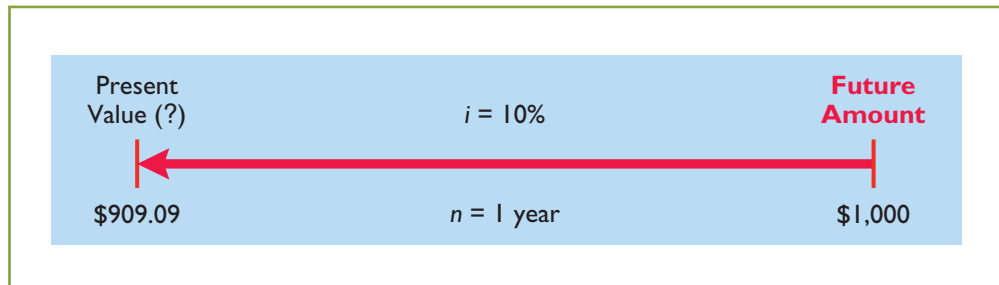 Present
Value (?)
i = 10%
Future
Amount
$909.09
n = 1 year
$1,000